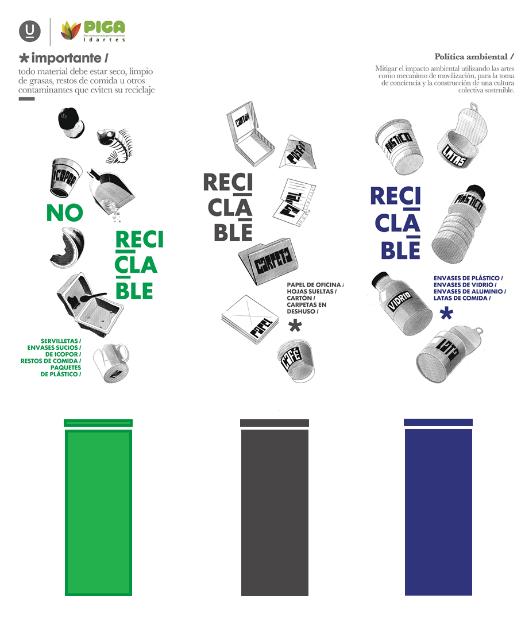 U
PIGA
Idartes
*importante /
todo material debe estar seco, limpio
de grasas, restos de comida u otros
contaminantes que eviten su reciclaje
Política ambiental /
Mitigar el impacto ambiental utilizando las artes
como mecanimo de movilización, para la toma
de conciencia y la construcción de una cultura
colectiva sostenible.
ICOPOR
NO
RECI
CLA
BLE
SERVILLETAS /
ENVASES SUCIOS /
DE ICOPOR /
RESTOS DE COMIDA /
PAQUETES
DE PLÁSTICO /
CARTÓN
RECI
CLA
BLE
PAPEL
CARPETA
PAPEL DE OFICINA /
HOJAS SUELTAS /
CARTÓN /
CARPETAS EN
DESHUSO /
*
PAPEL
CAFÉ
PLÁSTICO
LATAS
RECI
CLA
BLE
PLÁSTICO
ENVASES DE PLÁSTICO /
ENVASES DE VIDRIO /
ENVASES DE ALUMINIO /
LATAS DE COMIDA /
*
VIDRIO
LATA